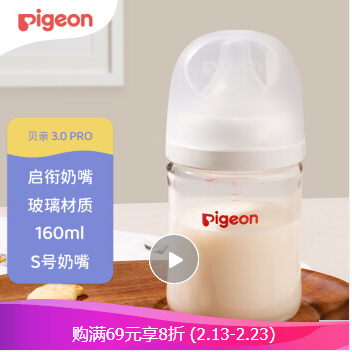 Pigeon
贝亲 3.0 PRO
启衔奶嘴
玻璃材质
160ml
S号奶嘴
Pigeon
购满69元享8折 (2.13-2.23)